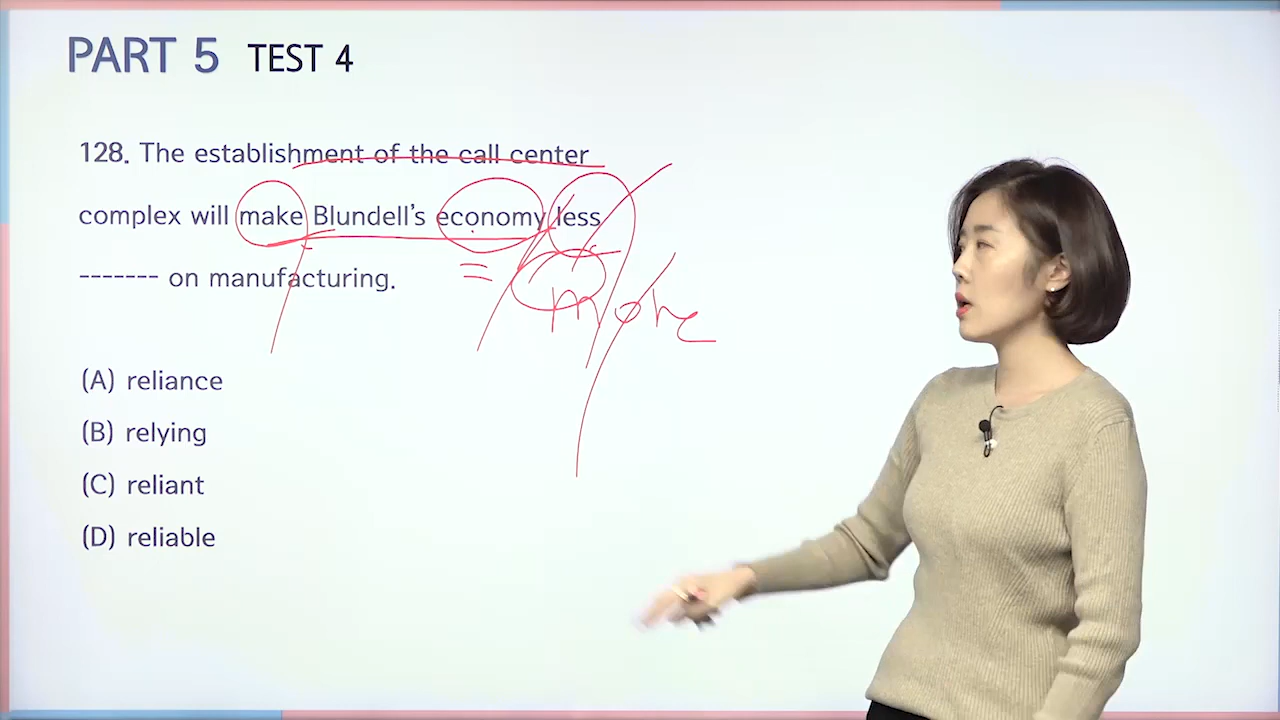 PART 5 TEST 4
128. The establishment of the call center
complex will make Blundell's economy less
------- on manufacturing.
= more
(A) reliance
(B) relying
(C) reliant
(D) reliable